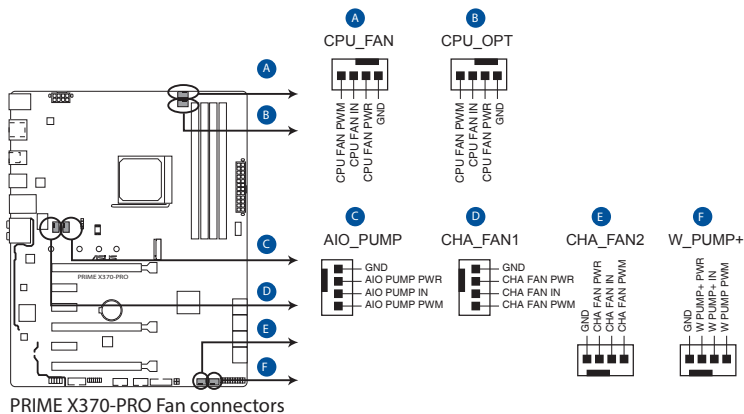 A
CPU_FAN
B
CPU_OPT
A
B
CPU FAN PWM
CPU FAN IN
CPU FAN PWR
GND
CPU FAN PWM
CPU FAN IN
CPU FAN PWR
GND
C
AIO_PUMP
D
CHA_FAN1
E
CHA_FAN2
F
W_PUMP+
GND
AIO PUMP PWR
AIO PUMP IN
AIO PUMP PWM
GND
CHA FAN PWR
CHA FAN IN
CHA FAN PWM
GND
CHA FAN PWR
CHA FAN IN
CHA FAN PWM
GND
W PUMP+ PWR
W PUMP+ IN
W PUMP PWM
C
D
E
F
ASUS
PRIME X370-PRO
PRIME X370-PRO Fan connectors